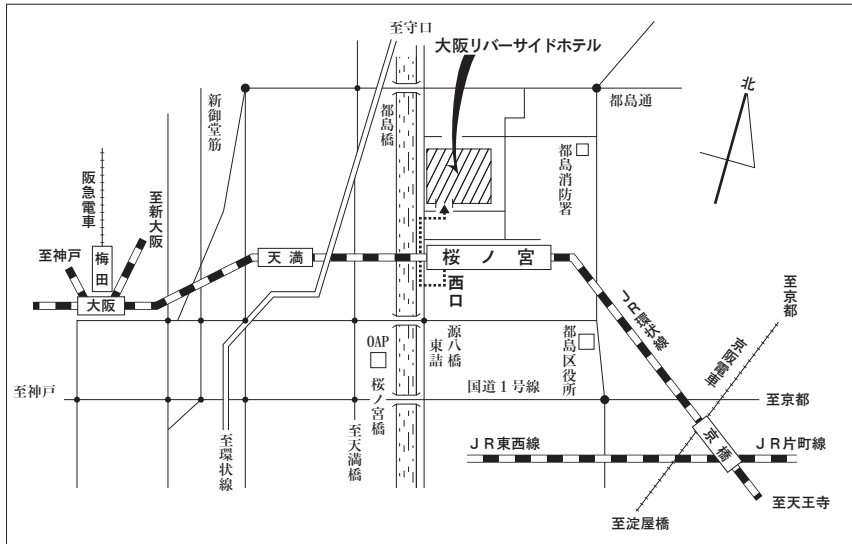 至守口
大阪リバーサイドホテル
都島通
北
新御堂筋
都島橋
都島消防署
阪急電車
至新大阪
至神戸
梅田
大阪
天満
桜ノ宮
西口
JR環状線
至京都
京阪電車
源八橋
東詰
OAP
桜ノ宮橋
都島区役所
国道1号線
至神戸
至京都
至環状線
至天満橋
JR東西線
京橋
JR片町線
至天王寺
至淀屋橋